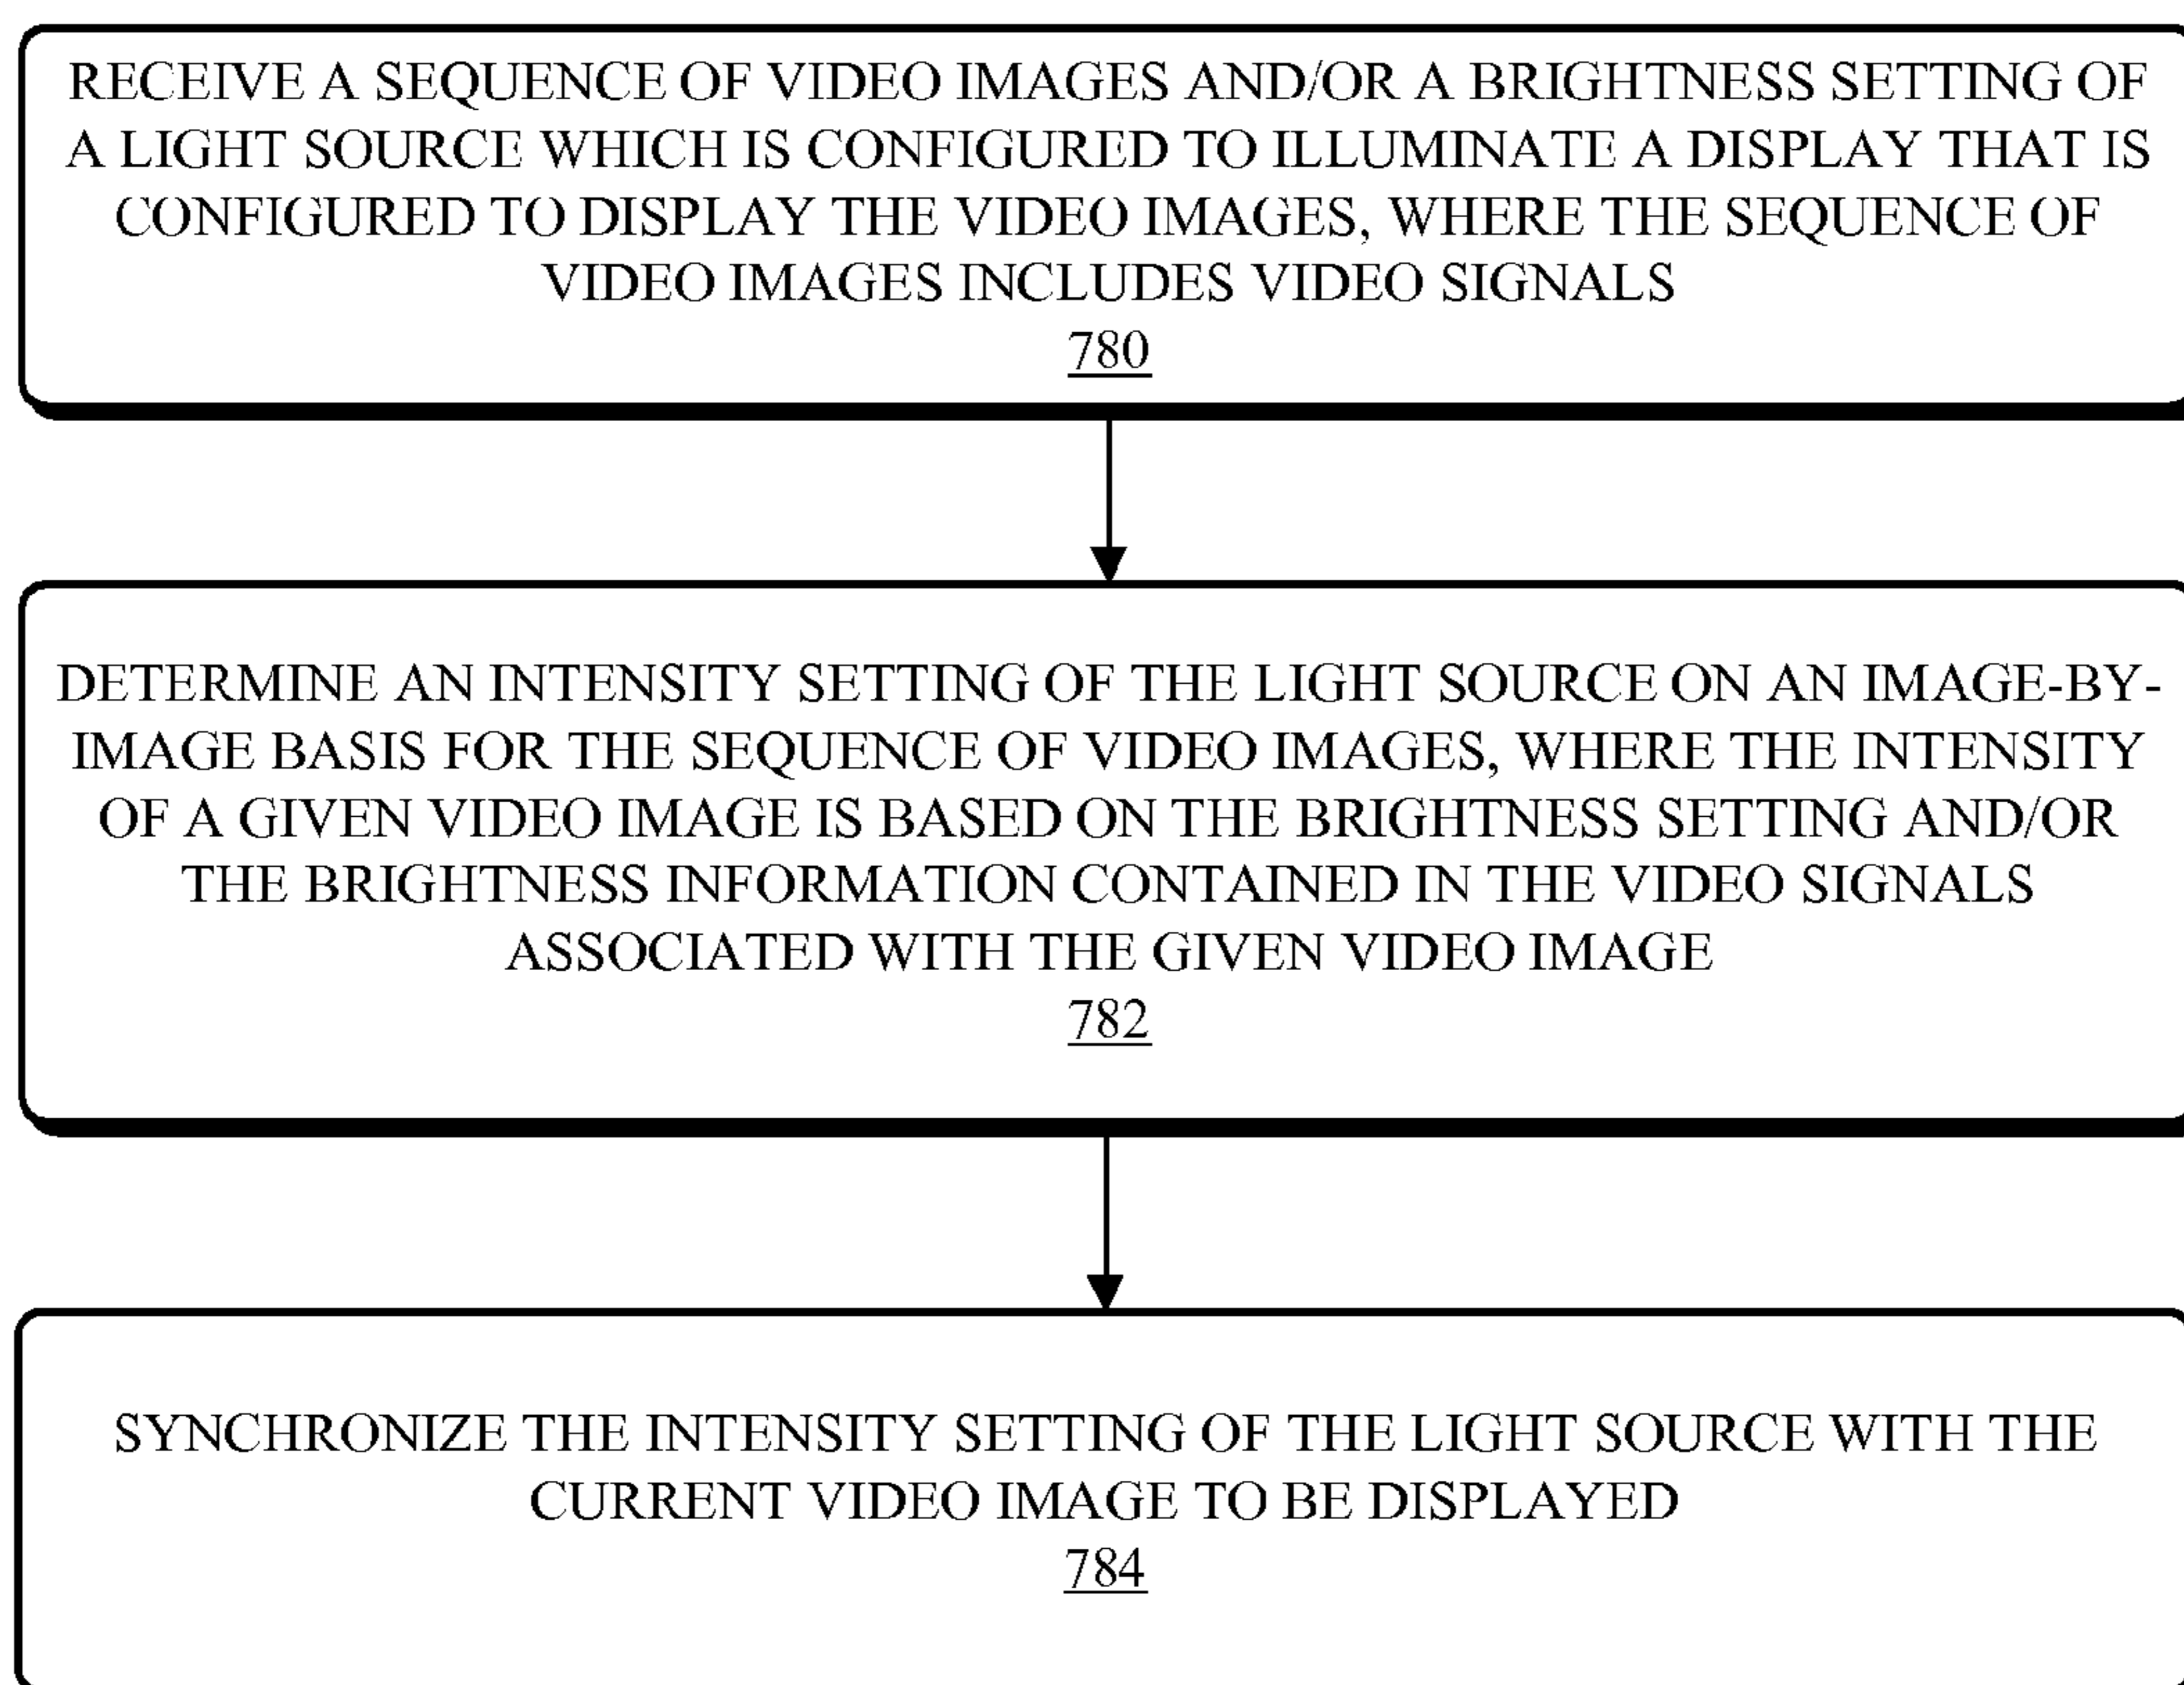 RECEIVE A SEQUENCE OF VIDEO IMAGES AND/OR A BRIGHTNESS SETTING OF
A LIGHT SOURCE WHICH IS CONFIGURED TO ILLUMINATE A DISPLAY THAT IS
CONFIGURED TO DISPLAY THE VIDEO IMAGES, WHERE THE SEQUENCE OF
VIDEO IMAGES INCLUDES VIDEO SIGNALS
780
DETERMINE AN INTENSITY SETTING OF THE LIGHT SOURCE ON AN IMAGE-BY-
IMAGE BASIS FOR THE SEQUENCE OF VIDEO IMAGES, WHERE THE INTENSITY
OF A GIVEN VIDEO IMAGE IS BASED ON THE BRIGHTNESS SETTING AND/OR
THE BRIGHTNESS INFORMATION CONTAINED IN THE VIDEO SIGNALS
ASSOCIATED WITH THE GIVEN VIDEO IMAGE
782
SYNCHRONIZE THE INTENSITY SETTING OF THE LIGHT SOURCE WITH THE
CURRENT VIDEO IMAGE TO BE DISPLAYED
784